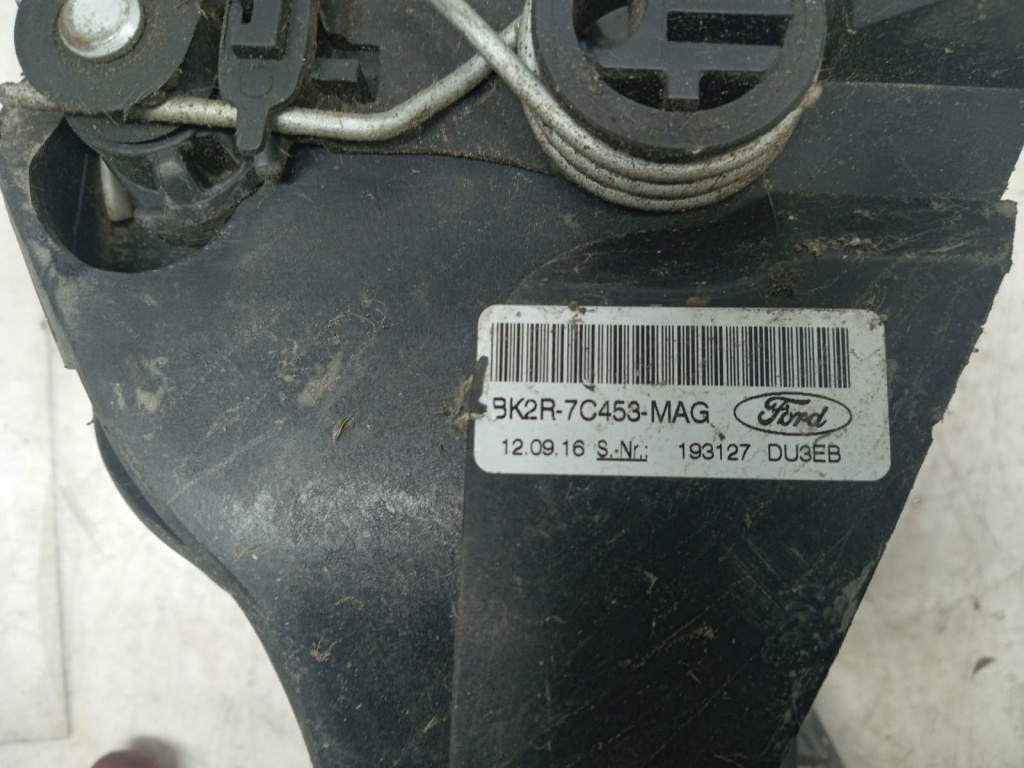 BK2R-7C453-MAG Ford
12.09.16 S.-Nr.: 193127 DU3EB